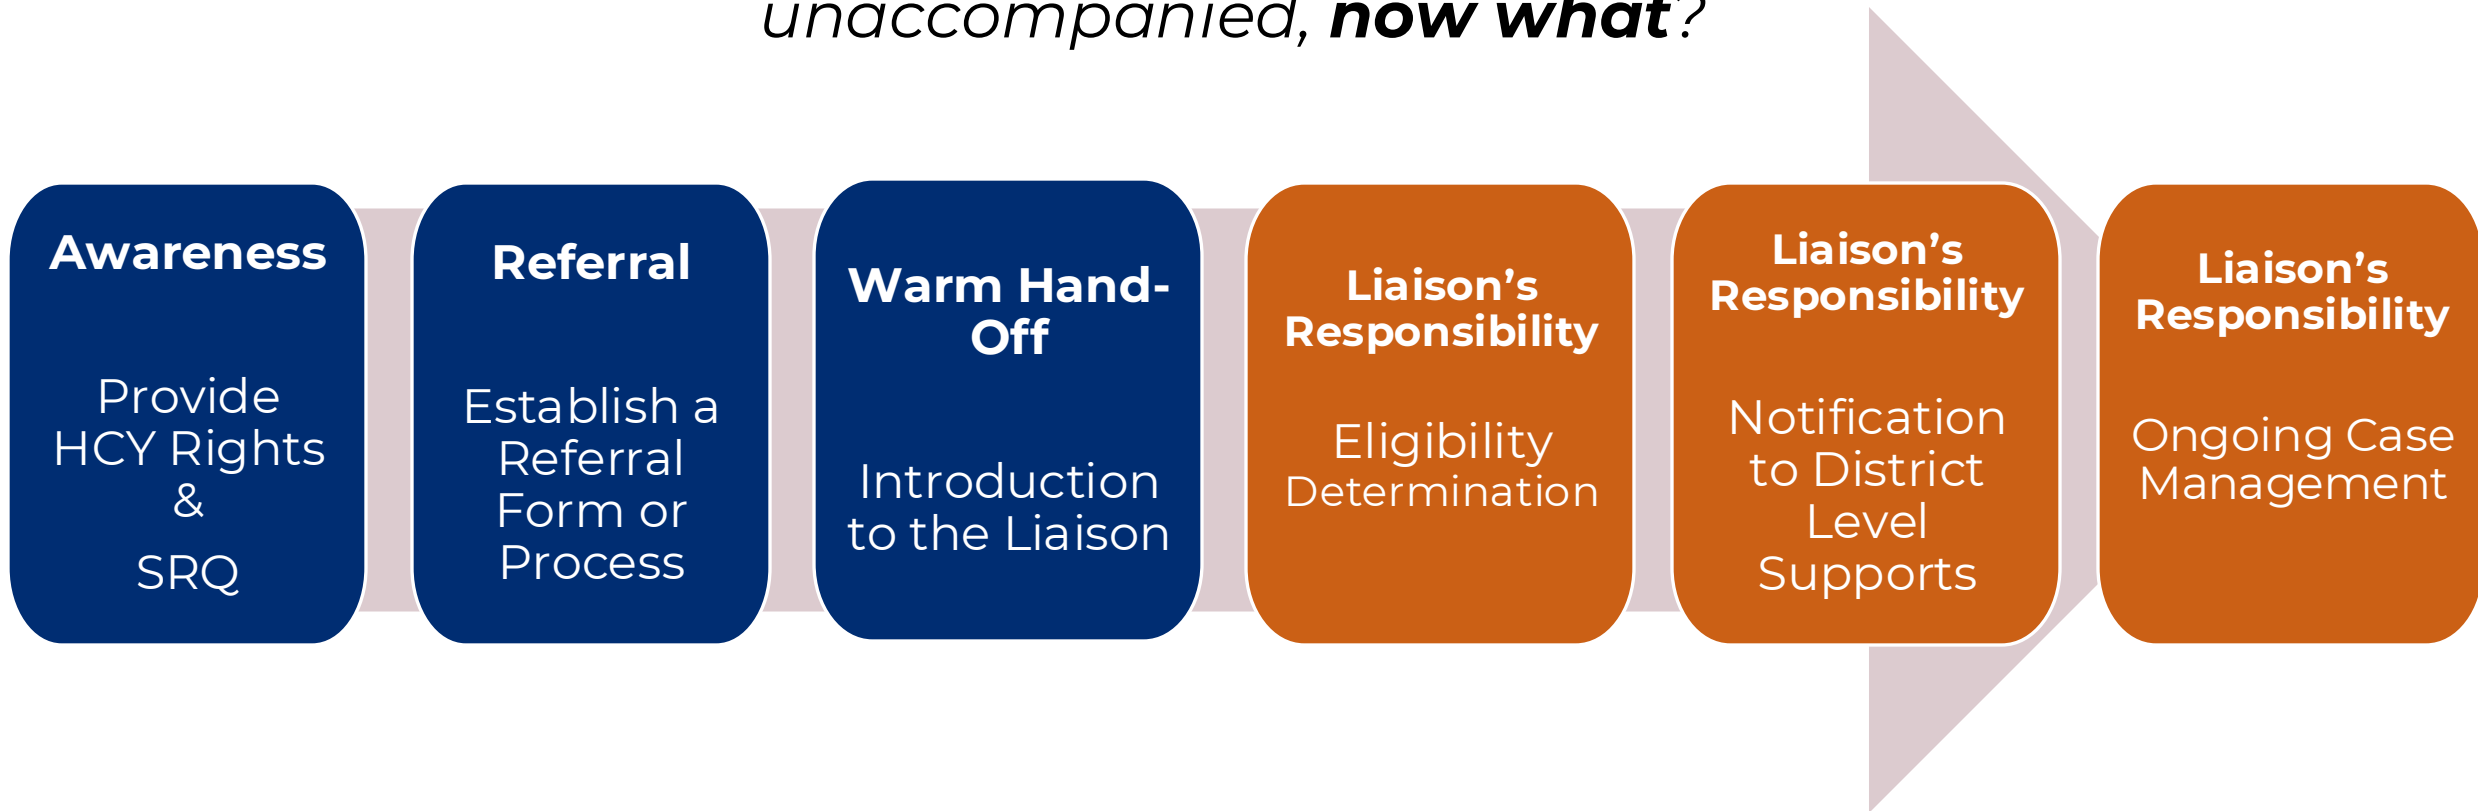 unaccompanied, now what?
Awareness
Provide
HCY Rights
&
SRQ
Referral
Establish a
Referral
Form or
Process
Warm Hand-
Off
Introduction
to the Liaison
Liaison’s
Responsibility
Eligibility
Determination
Liaison’s
Responsibility
Notification
to District
Level
Supports
Liaison’s
Responsibility
Ongoing Case
Management